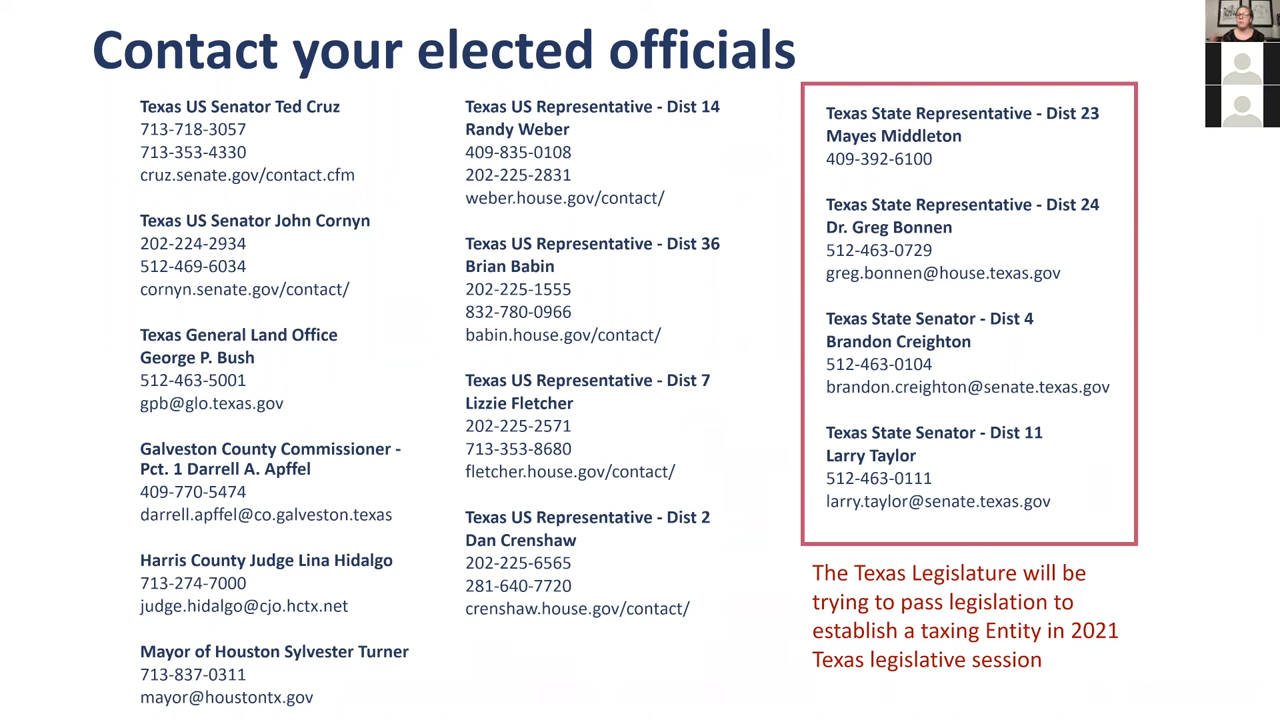 Contact your elected officials
Texas US Senator Ted Cruz
713-718-3057
713-353-4330
cruz.senate.gov/contact.cfm
Texas US Senator John Cornyn
202-224-2934
512-469-6034
cornyn.senate.gov/contact/
Texas General Land Office
George P. Bush
512-463-5001
gpb@glo.texas.gov
Galveston County Commissioner -
Pct. 1 Darrell A. Apffel
409-770-5474
darrell.apffel@co.galveston.texas
Harris County Judge Lina Hidalgo
713-274-7000
judge.hidalgo@cjo.hctx.net
Mayor of Houston Sylvester Turner
713-837-0311
mayor@houstontx.gov
Texas US Representative - Dist 14
Randy Weber
409-835-0108
202-225-2831
weber.house.gov/contact/
Texas US Representative - Dist 36
Brian Babin
202-225-1555
832-780-0966
babin.house.gov/contact/
Texas US Representative - Dist 7
Lizzie Fletcher
202-225-2571
713-353-8680
fletcher.house.gov/contact/
Texas US Representative - Dist 2
Dan Crenshaw
202-225-6565
281-640-7720
crenshaw.house.gov/contact/
Texas State Representative - Dist 23
Mayes Middleton
409-392-6100
Texas State Representative - Dist 24
Dr. Greg Bonnen
512-463-0729
greg.bonnen@house.texas.gov
Texas State Senator - Dist 4
Brandon Creighton
512-463-0104
brandon.creighton@senate.texas.gov
Texas State Senator - Dist 11
Larry Taylor
512-463-0111
larry.taylor@senate.texas.gov
The Texas Legislature will be
trying to pass legislation to
establish a taxing Entity in 2021
Texas legislative session